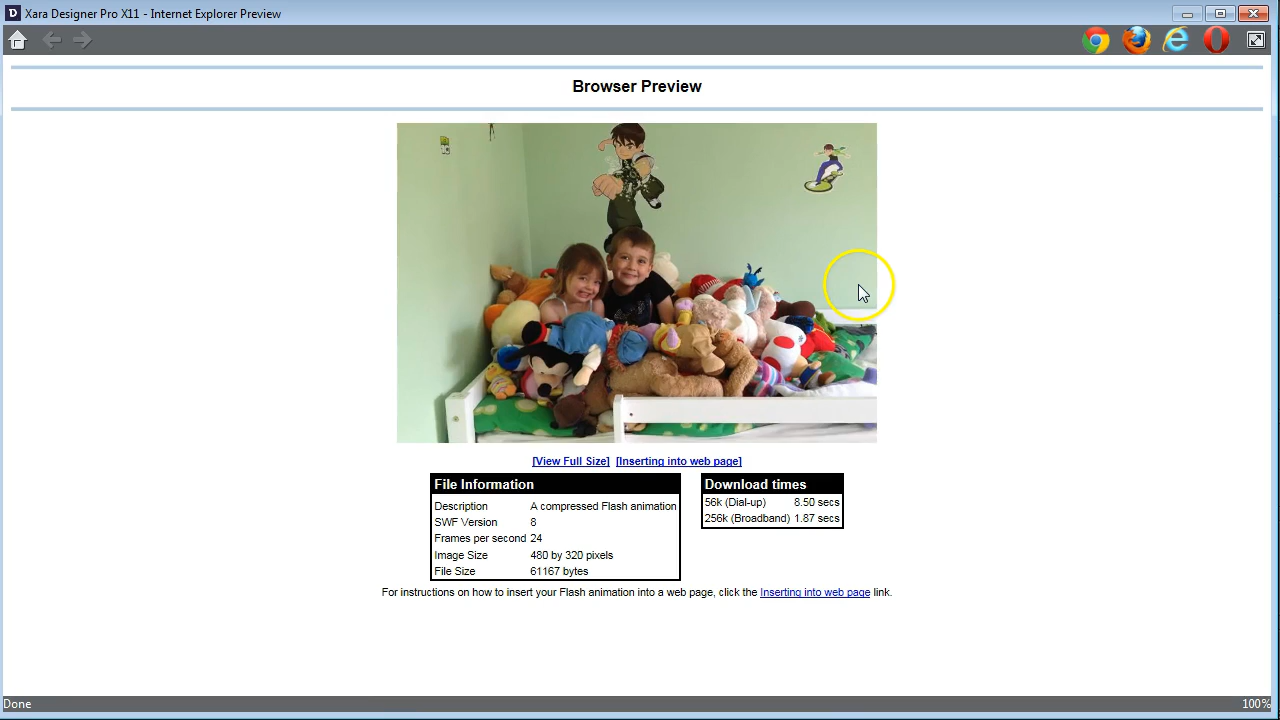 Xara Designer Pro X11 - Internet Explorer Preview
Browser Preview
[View Full Size] [Inserting into web page]
File Information
Description A compressed Flash animation
SWF Version 8
Frames per second 24
Image Size 480 by 320 pixels
File Size 61167 bytes
Download times
56k (Dial-up) 8.50 secs
256k (Broadband) 1.87 secs
For instructions on how to insert your Flash animation into a web page, click the Inserting into web page link.
Done 100%